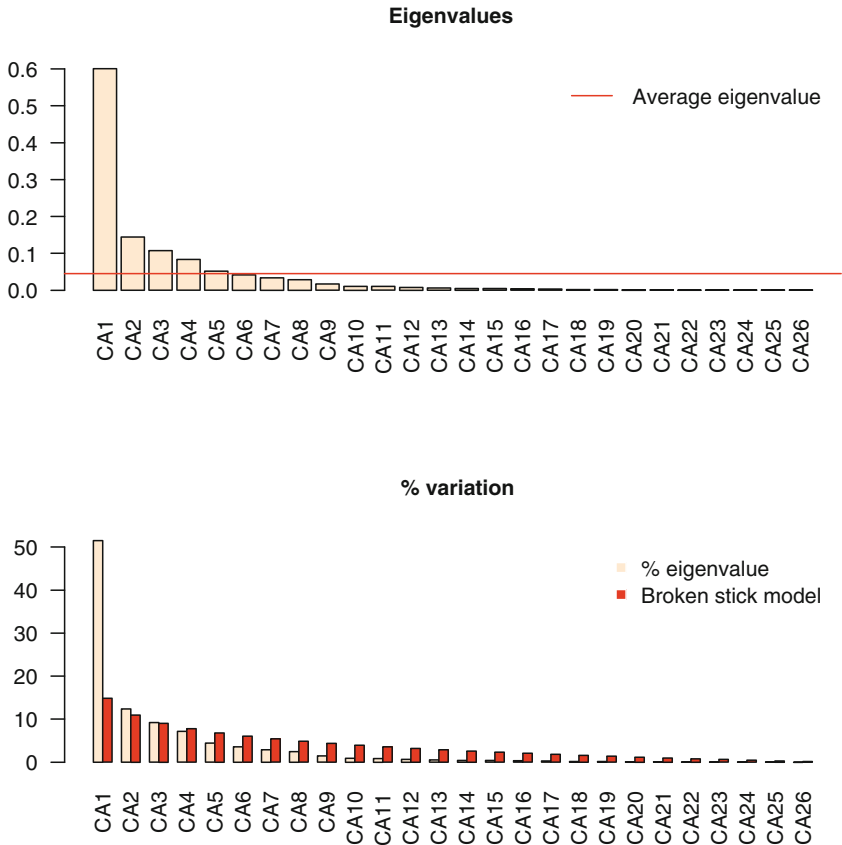 Eigenvalues
0.6
0.5
0.4
0.3
0.2
0.1
0.0
Average eigenvalue
CA1 CA2 CA3 CA4 CA5 CA6 CA7 CA8 CA9 CA10 CA11 CA12 CA13 CA14 CA15 CA16 CA17 CA18 CA19 CA20 CA21 CA22 CA23 CA24 CA25 CA26
% variation
50
40
30
20
10
0
% eigenvalue
Broken stick model
CA1 CA2 CA3 CA4 CA5 CA6 CA7 CA8 CA9 CA10 CA11 CA12 CA13 CA14 CA15 CA16 CA17 CA18 CA19 CA20 CA21 CA22 CA23 CA24 CA25 CA26